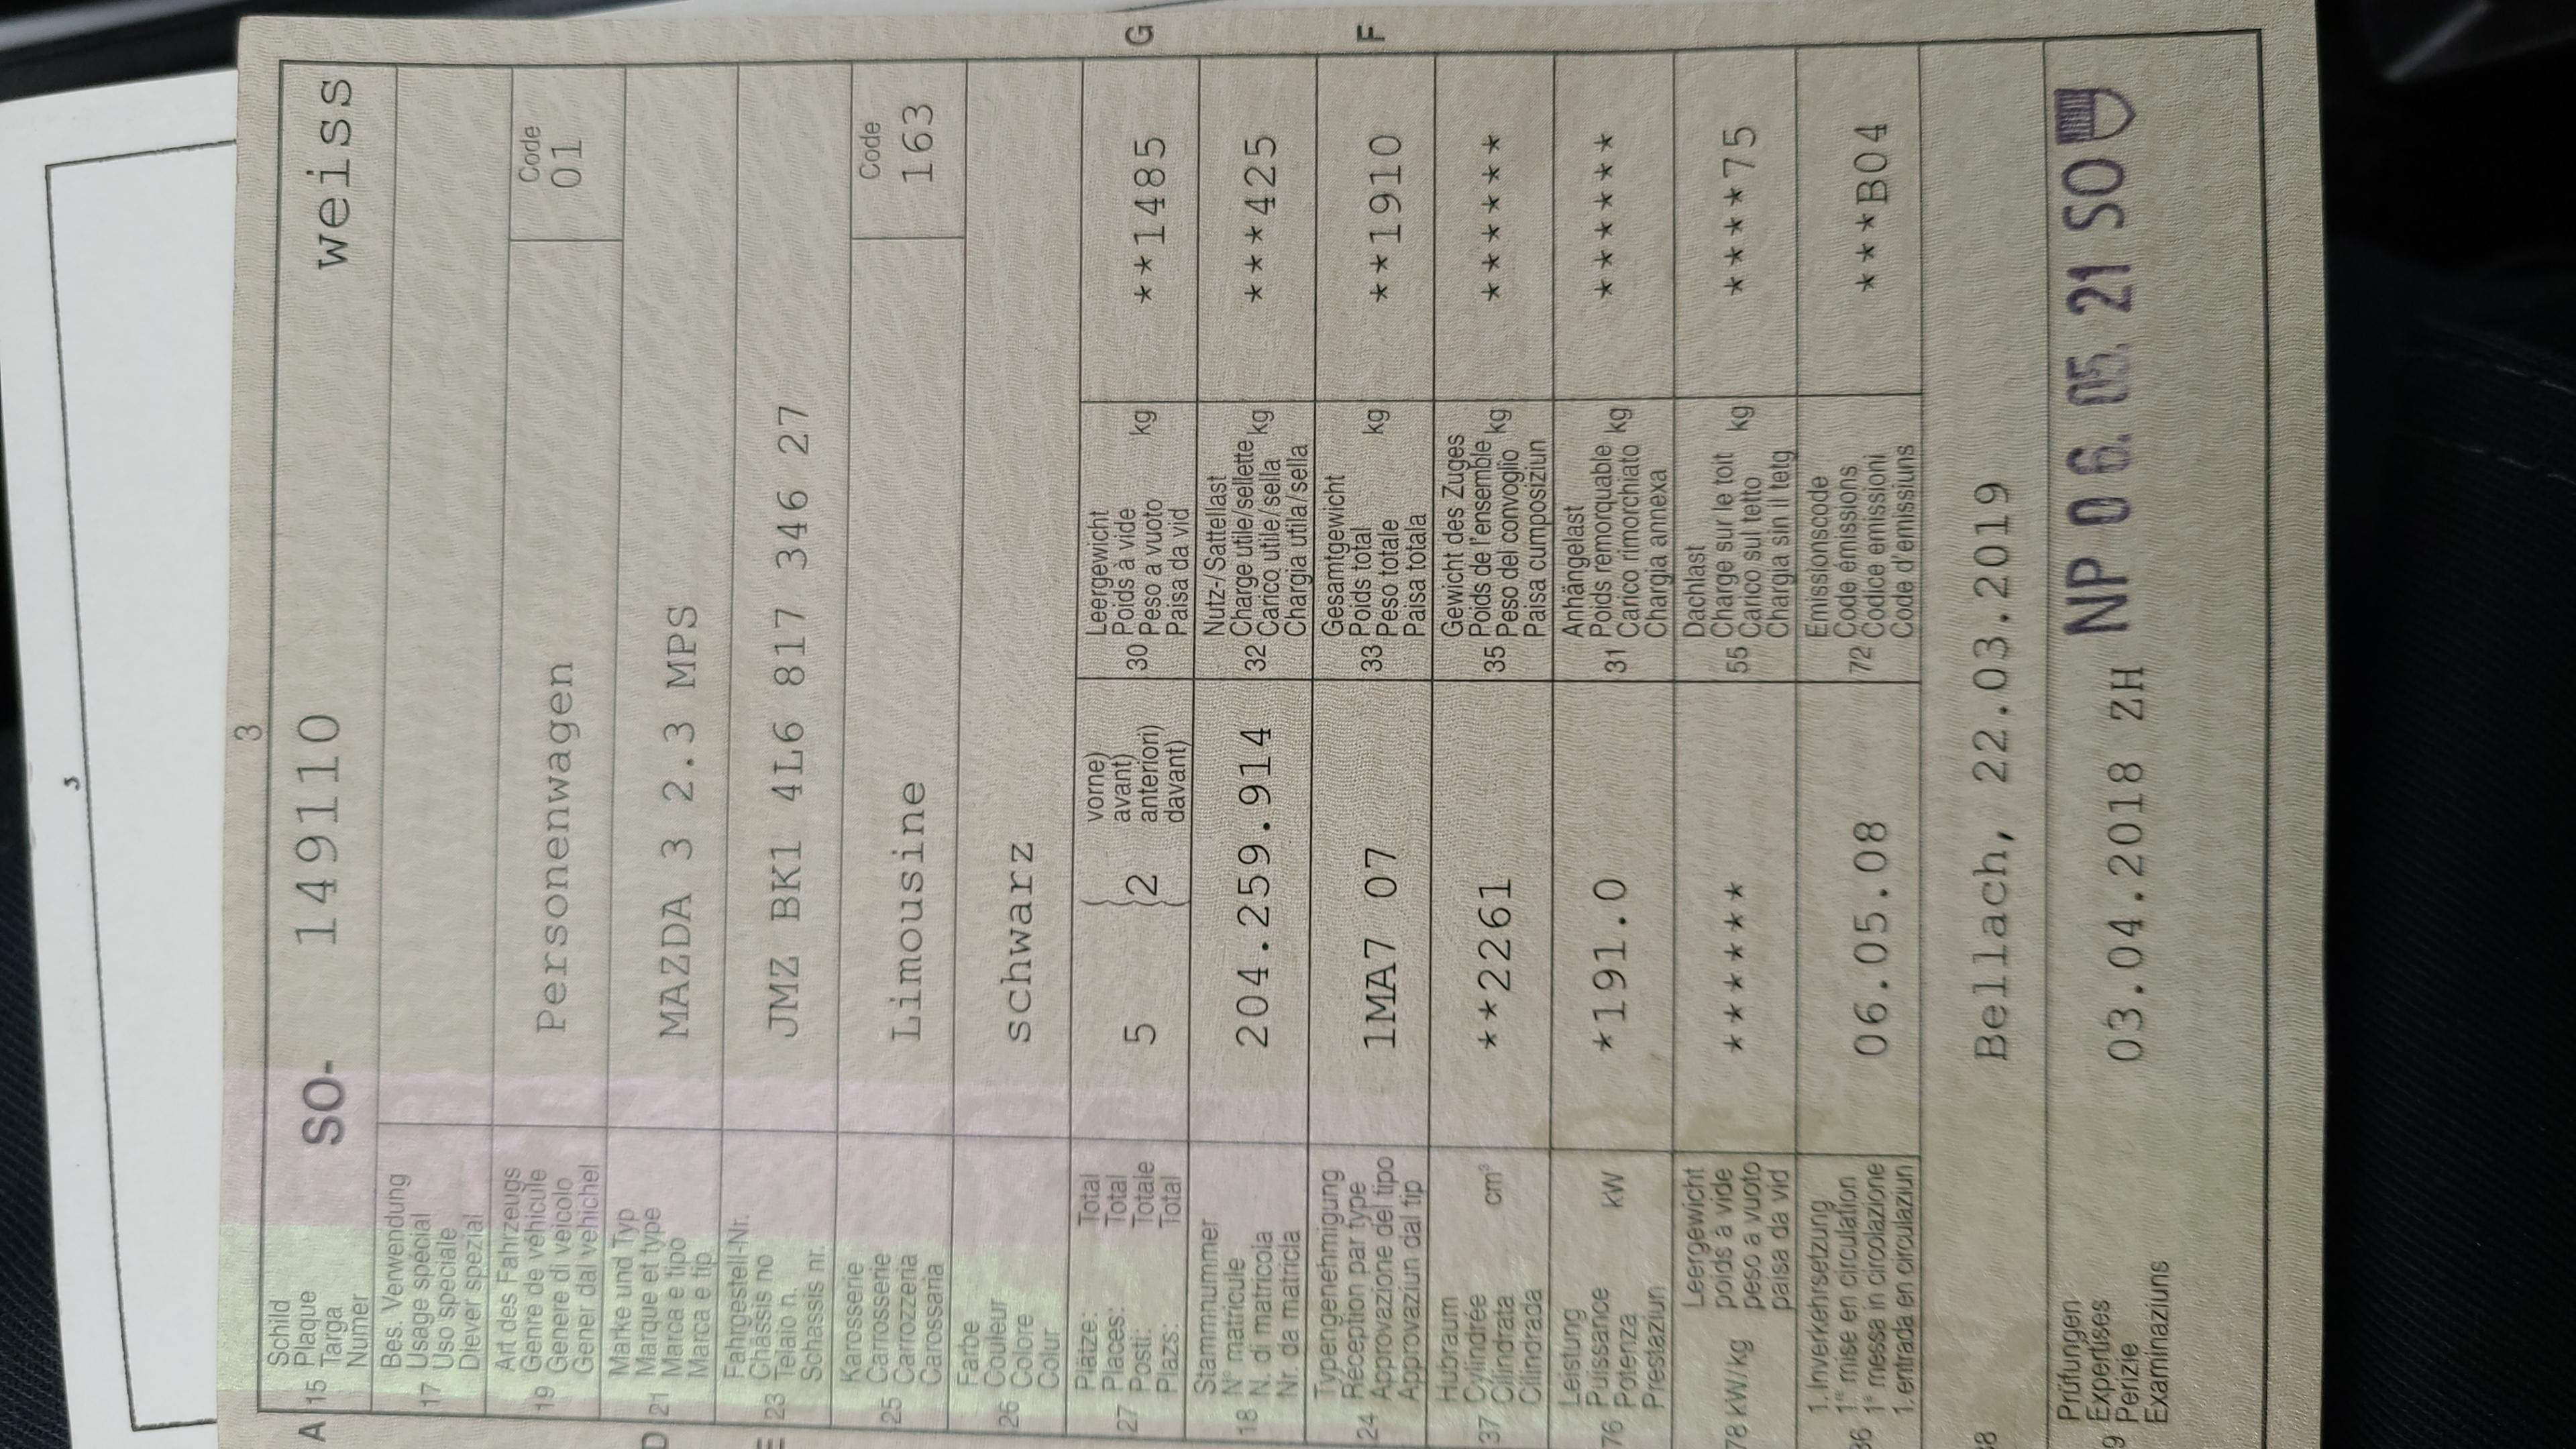 5
3
A 15 Schild
Plaque
Targa
Numer
SO- 149110 weiss
17 Bes. Verwendung
Usage spécial
Uso speciale
Diever spezial
19 Art des Fahrzeugs
Genre de véhicule
Genere di veicolo
Gener dal vehichel
Personenwagen
Code
01
D 21 Marke und Typ
Marque et type
Marca e tipo
Marca e tip
MAZDA 3 2.3 MPS
E 23 Fahrgestell-Nr.
Châssis no
Telaio n.
Schassis nr.
JMZ BK1 4L6 817 346 27
25 Karosserie
Carrosserie
Carrozzeria
Carossaria
Limousine
Code
163
26 Farbe
Couleur
Colore
Colur
schwarz
27 Plätze: Total
Places: Total
Posti: Totale
Plazs: Total
5 (2 vorne)
avant)
anteriori)
davant)
30 Leergewicht
Poids à vide
Peso a vuoto
Paisa da vid
kg
**1485
G
18 Stammnummer
N° matricule
N. di matricola
Nr. da matricla
204.259.914
32 Nutz-/Sattellast
Charge utile/sellette
Carico utile/sella
Chargia utila/sella
kg
***425
24 Typengenehmigung
Réception par type
Approvazione del tipo
Approvaziun dal tip
1MA7 07
33 Gesamtgewicht
Poids total
Peso totale
Paisa totala
kg
**1910
F
37 Hubraum
Cylindrée
Cilindrata
Cilindrada
cm³
**2261
35 Gewicht des Zuges
Poids de l'ensemble
Peso del convoglio
Paisa cumposiziun
kg
******
76 Leistung
Puissance
Potenza
Prestaziun
kW
*191.0
31 Anhängelast
Poids remorquable
Carico rimorchiato
Chargia annexa
kg
******
78 kW/kg Leergewicht
poids à vide
peso a vuoto
paisa da vid
******
55 Dachlast
Charge sur le toit
Carico sul tetto
Chargia sin il tetg
kg
****75
36 1. Inverkehrsetzung
1re mise en circulation
1a messa in circolazione
1. entrada en circulaziun
06.05.08
72 Emissionscode
Code émissions
Codice emissioni
Code d'emissiuns
***B04
38
Bellach, 22.03.2019
39 Prüfungen
Expertises
Perizie
Examinaziuns
03.04.2018 ZH NP 06. 05. 21 SO